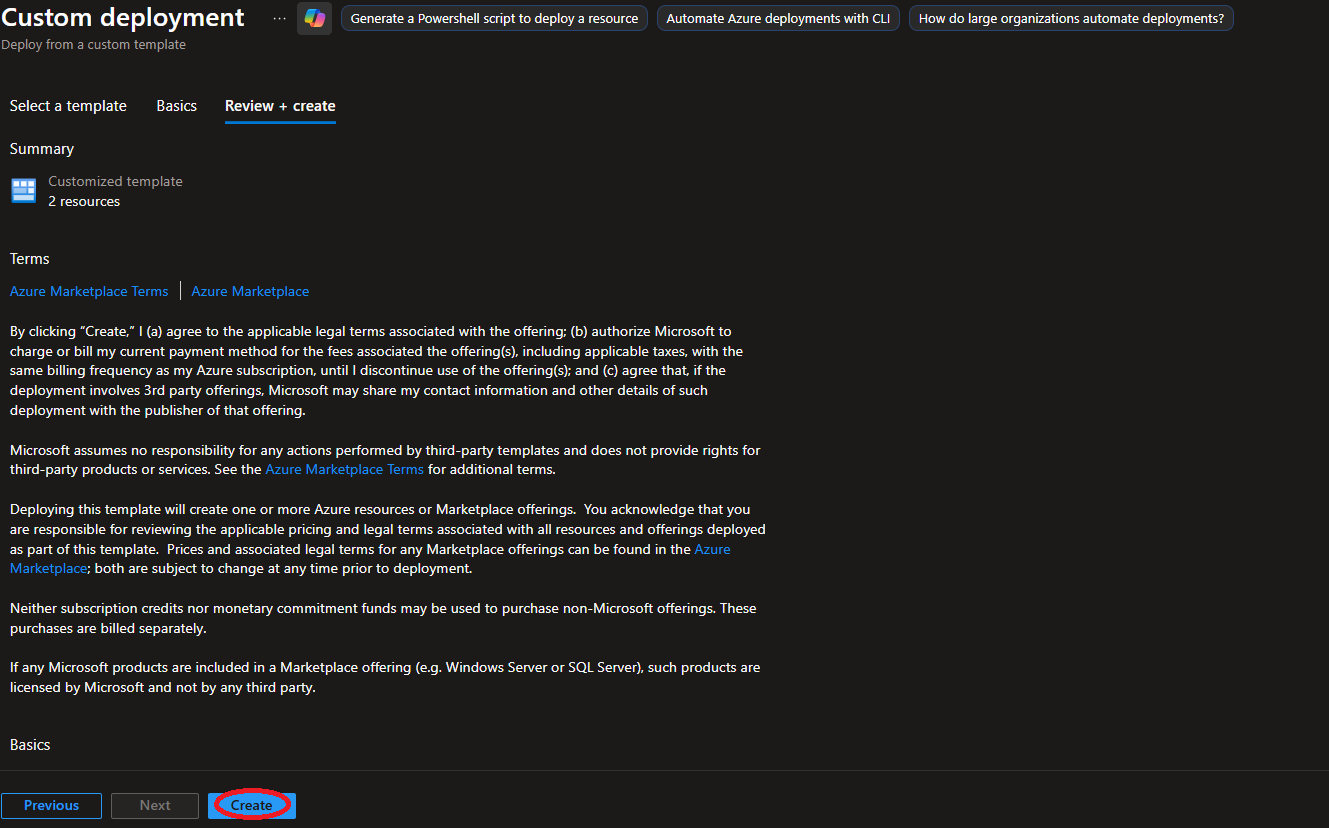 Custom deployment ...
Generate a Powershell script to deploy a resource
Automate Azure deployments with CLI
How do large organizations automate deployments?
Deploy from a custom template
Select a template Basics Review + create
Summary
Customized template
2 resources
Terms
Azure Marketplace Terms | Azure Marketplace
By clicking “Create,” I (a) agree to the applicable legal terms associated with the offering; (b) authorize Microsoft to
charge or bill my current payment method for the fees associated the offering(s), including applicable taxes, with the
same billing frequency as my Azure subscription, until I discontinue use of the offering(s); and (c) agree that, if the
deployment involves 3rd party offerings, Microsoft may share my contact information and other details of such
deployment with the publisher of that offering.
Microsoft assumes no responsibility for any actions performed by third-party templates and does not provide rights for
third-party products or services. See the Azure Marketplace Terms for additional terms.
Deploying this template will create one or more Azure resources or Marketplace offerings.  You acknowledge that you
are responsible for reviewing the applicable pricing and legal terms associated with all resources and offerings deployed
as part of this template.  Prices and associated legal terms for any Marketplace offerings can be found in the Azure
Marketplace; both are subject to change at any time prior to deployment.
Neither subscription credits nor monetary commitment funds may be used to purchase non-Microsoft offerings. These
purchases are billed separately.
If any Microsoft products are included in a Marketplace offering (e.g. Windows Server or SQL Server), such products are
licensed by Microsoft and not by any third party.
Basics
Previous Next Create